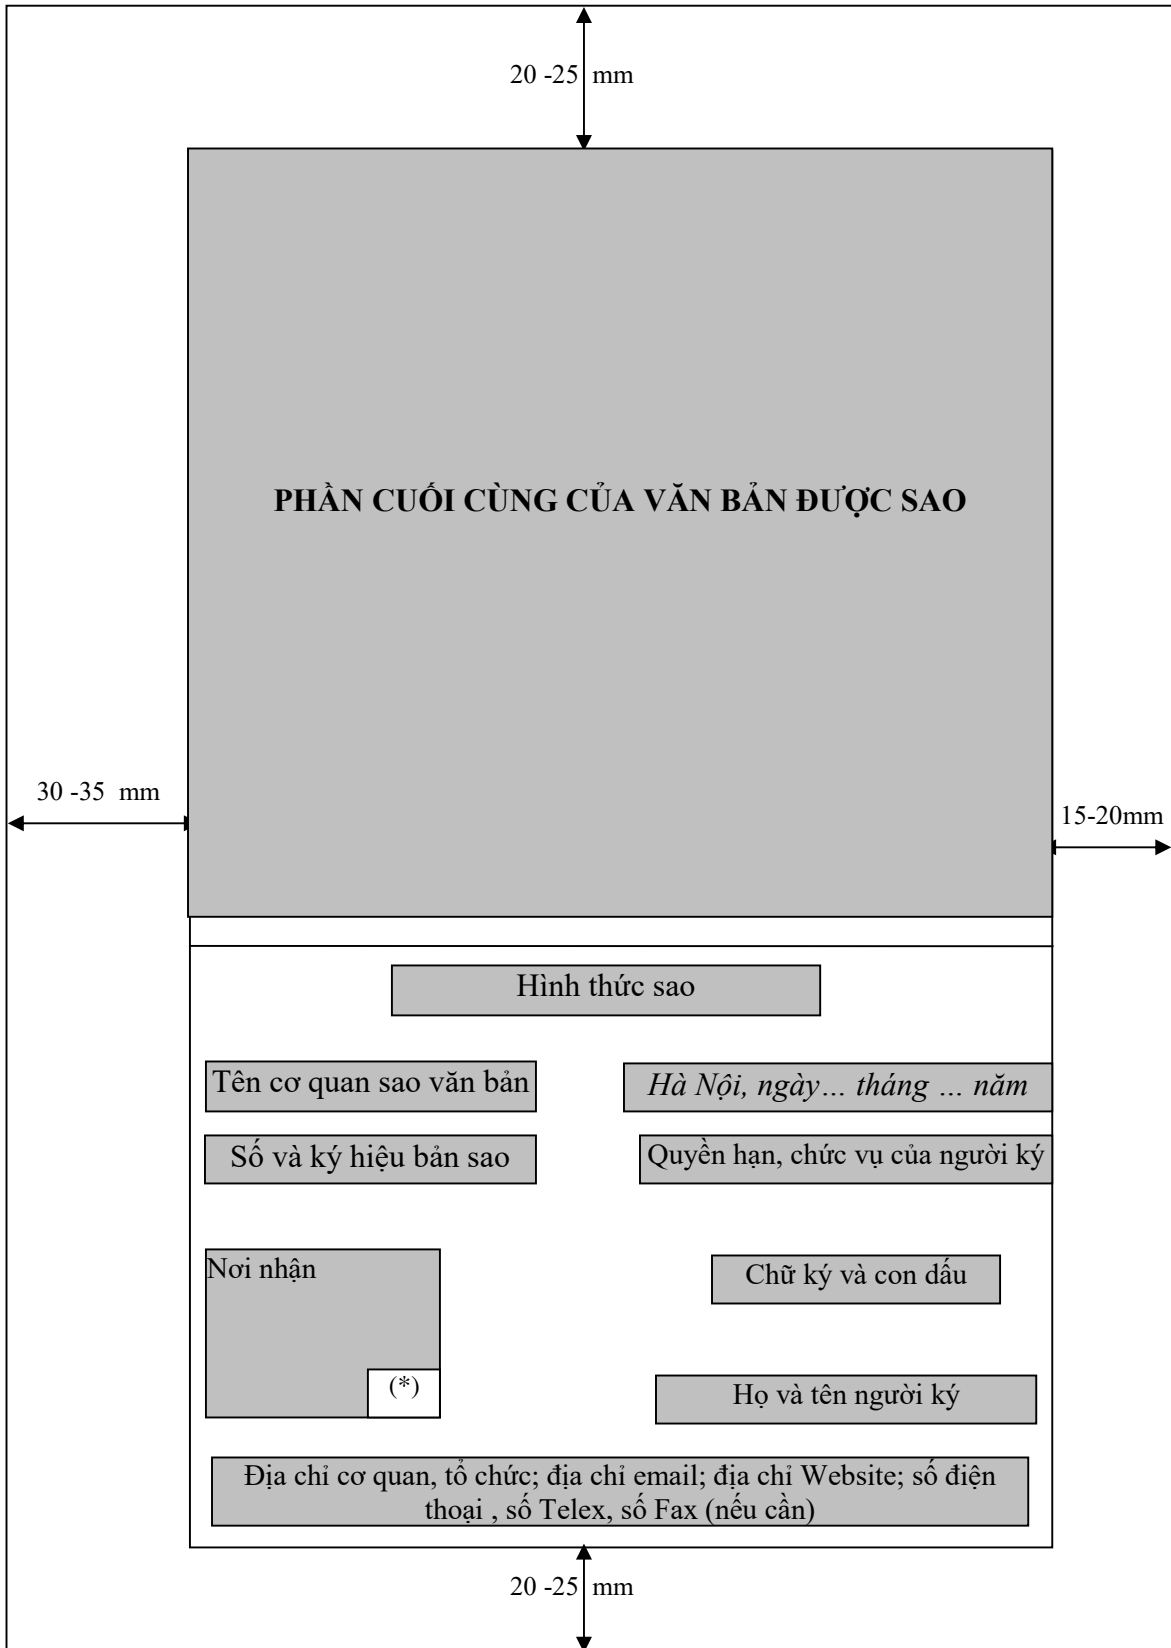 20 -25 mm
PHẦN CUỐI CÙNG CỦA VĂN BẢN ĐƯỢC SAO
30 -35 mm
15-20mm
Hình thức sao
Tên cơ quan sao văn bản
Hà Nội, ngày… tháng … năm
Số và ký hiệu bản sao
Quyền hạn, chức vụ của người ký
Nơi nhận
Chữ ký và con dấu
(*)
Họ và tên người ký
Địa chỉ cơ quan, tổ chức; địa chỉ email; địa chỉ Website; số điện
thoại , số Telex, số Fax (nếu cần)
20 -25 mm